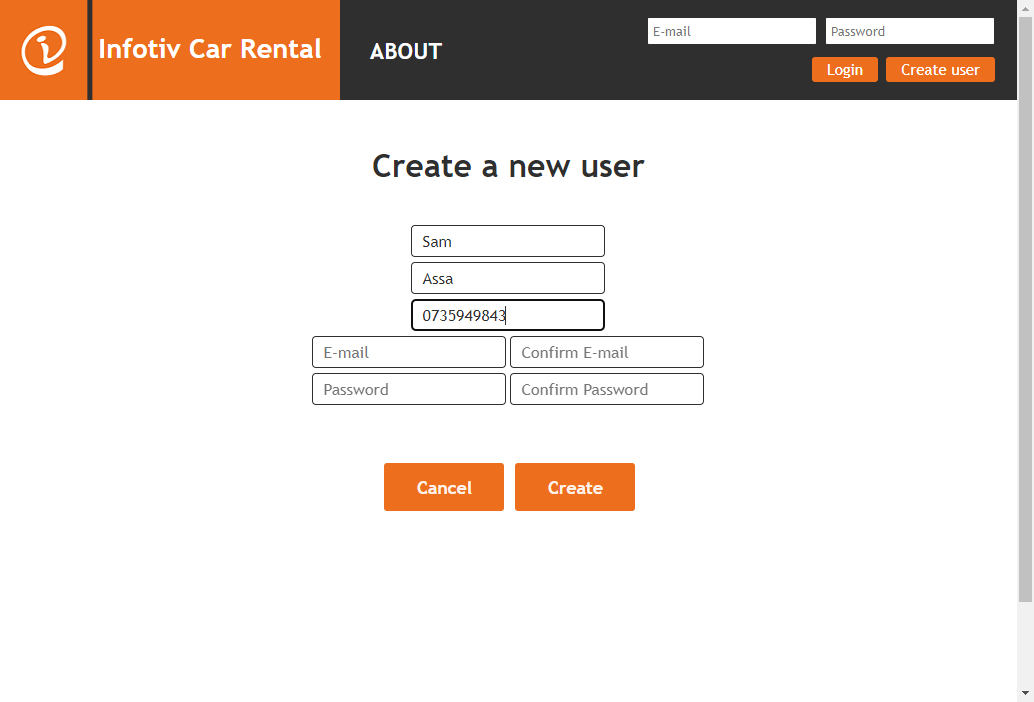 Infotiv Car Rental
ABOUT
E-mail Password
Login Create user
Create a new user
Sam
Assa
0735949843
E-mail Confirm E-mail
Password Confirm Password
Cancel Create